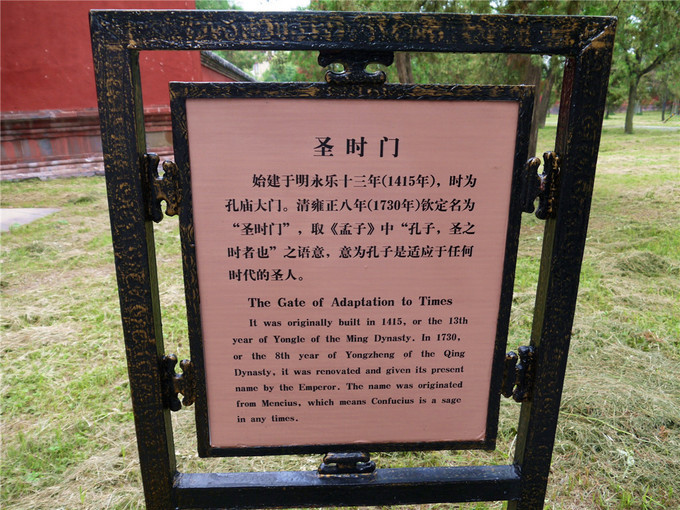 圣时门
始建于明永乐十三年(1415年)，时为
孔庙大门。清雍正八年(1730年)钦定名为
“圣时门”，取《孟子》中“孔子，圣之
时者也”之语意，意为孔子是适应于任何
时代的圣人。
The Gate of Adaptation to Times
It was originally built in 1415, or the 13th
year of Yongle of the Ming Dynasty. In 1730,
or the 8th year of Yongzheng of the Qing
Dynasty, it was renovated and given its present
name by the Emperor. The name was originated
from Mencius, which means Confucius is a sage
in any times.